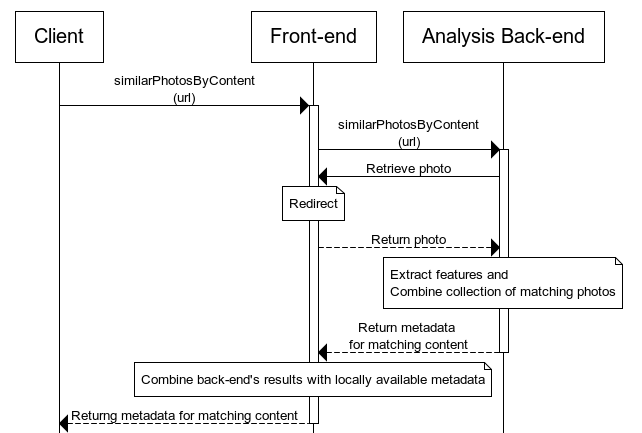 Client
Front-end
Analysis Back-end
similarPhotosByContent
(url)
similarPhotosByContent
(url)
Retrieve photo
Redirect
Return photo
Extract features and
Combine collection of matching photos
Return metadata
for matching content
Combine back-end's results with locally available metadata
Returng metadata for matching content